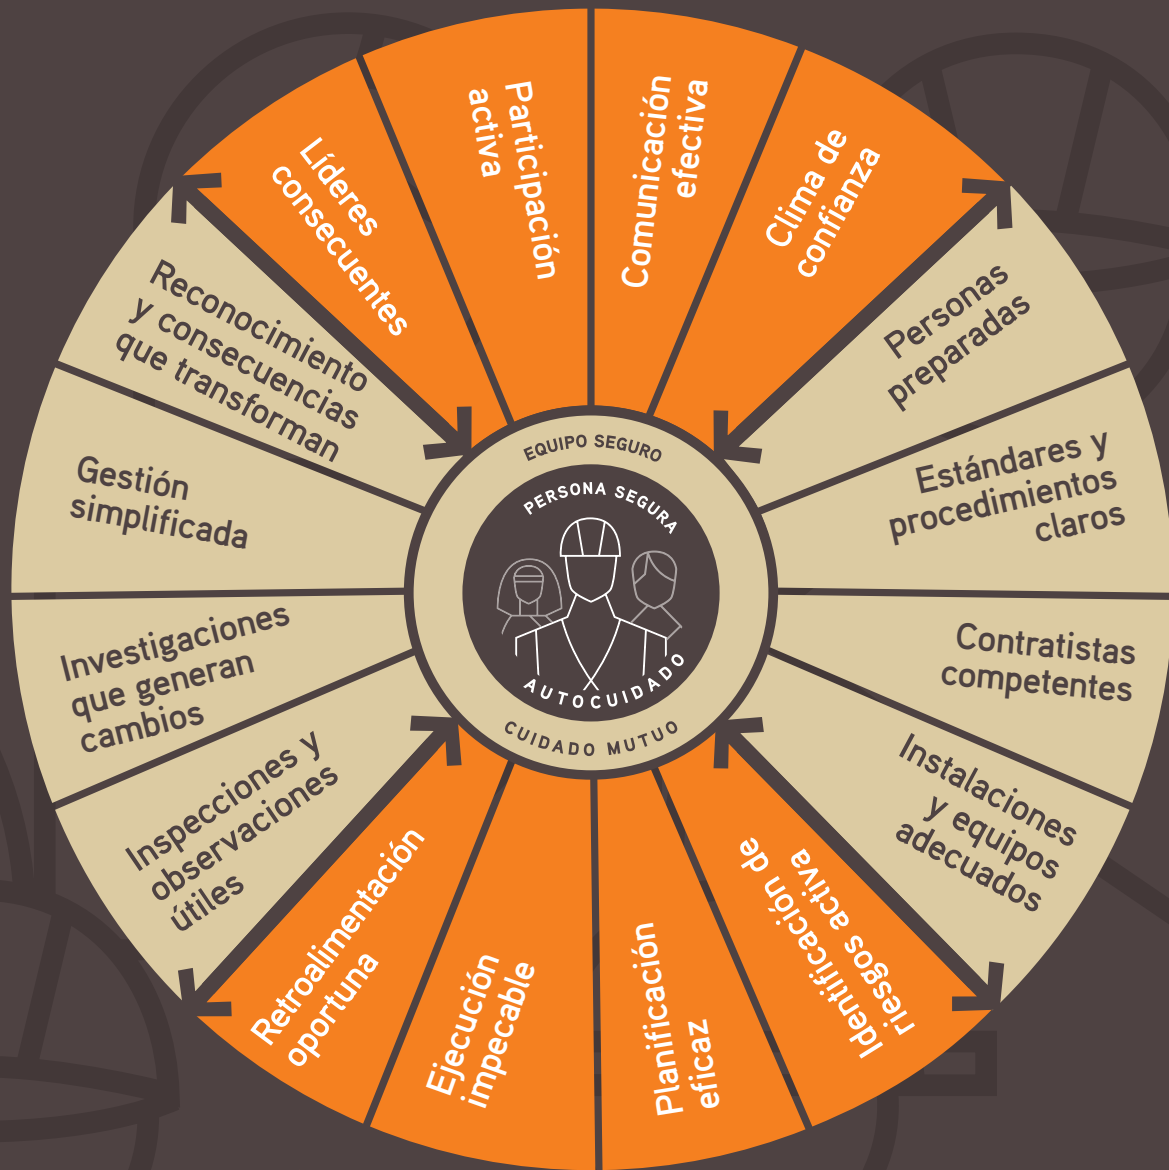 Líderes
consecuentes
Participación
activa
Comunicación
efectiva
Clima de
confianza
Personas
preparadas
Estándares y
procedimientos
claros
Contratistas
competentes
Instalaciones
y equipos
adecuados
Identificación de
riesgos activa
Planificación
eficaz
Ejecución
impecable
Retroalimentación
oportuna
Inspecciones y
observaciones
útiles
Investigaciones
que generan
cambios
Gestión
simplificada
Reconocimiento
y consecuencias
que transforman
EQUIPO SEGURO
PERSONA SEGURA
AUTOCUIDADO
CUIDADO MUTUO